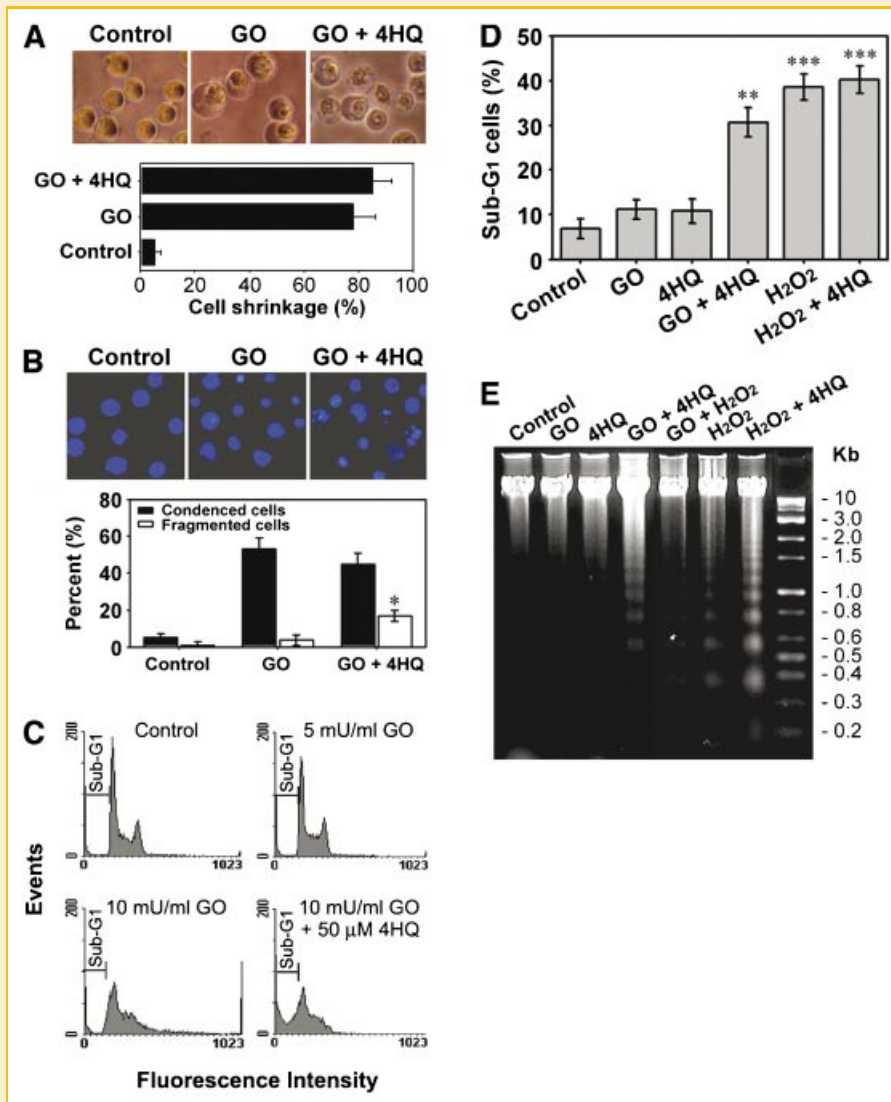 A
Control GO GO + 4HQ
GO + 4HQ
GO
Control
0 20 40 60 80 100
Cell shrinkage (%)
B
Control GO GO + 4HQ
80
60
40
20
0
Percent (%)
Condenced cells
Fragmented cells
*
Control GO GO + 4HQ
C
Events
200
0
Sub-G1
Control
0 1023
200
0
Sub-G1
5 mU/ml GO
0 1023
200
0
Sub-G1
10 mU/ml GO
0 1023
200
0
Sub-G1
10 mU/ml GO
+ 50 μM 4HQ
0 1023
Fluorescence Intensity
D
Sub-G1 cells (%)
50
40
30
20
10
0
** *** ***
Control GO 4HQ GO + 4HQ H2O2 H2O2 + 4HQ
E
Control GO 4HQ GO + 4HQ GO + H2O2 H2O2 H2O2 + 4HQ
Kb
- 10
- 3.0
- 2.0
- 1.5
- 1.0
- 0.8
- 0.6
- 0.5
- 0.4
- 0.3
- 0.2